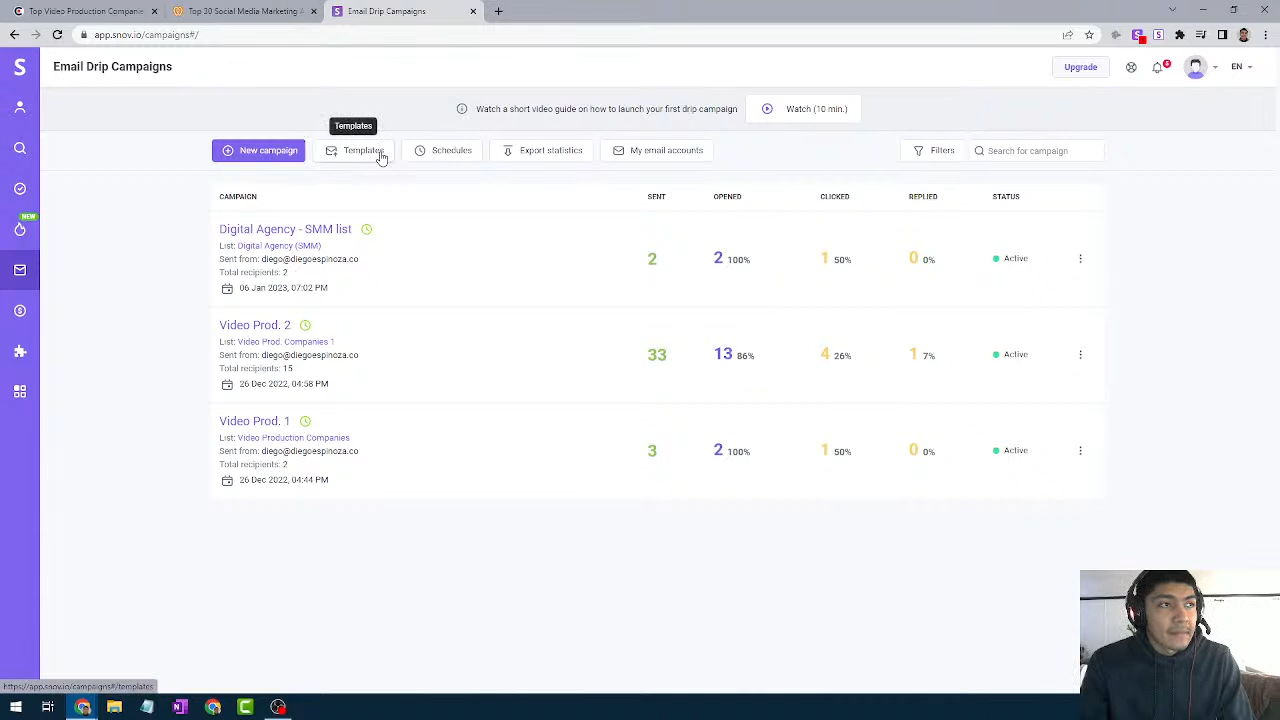 Top Video Production Companie
Top 30 Social Media Marketing A
Email Drip Campaigns
app.snov.io/campaigns#/
S
Email Drip Campaigns
Upgrade
EN
Watch a short video guide on how to launch your first drip campaign
Watch (10 min.)
Templates
New campaign
Templates
Schedules
Export statistics
My email accounts
Filters
Search for campaign
CAMPAIGN
SENT
OPENED
CLICKED
REPLIED
STATUS
NEW
Digital Agency - SMM list
List: Digital Agency (SMM)
Sent from: diego@diegoespinoza.co
Total recipients: 2
06 Jan 2023, 07:02 PM
2
2 100%
1 50%
0 0%
Active
Video Prod. 2
List: Video Prod. Companies 1
Sent from: diego@diegoespinoza.co
Total recipients: 15
26 Dec 2022, 04:58 PM
33
13 86%
4 26%
1 7%
Active
Video Prod. 1
List: Video Production Companies
Sent from: diego@diegoespinoza.co
Total recipients: 2
26 Dec 2022, 04:44 PM
3
2 100%
1 50%
0 0%
Active
https://app.snov.io/campaigns#/templates